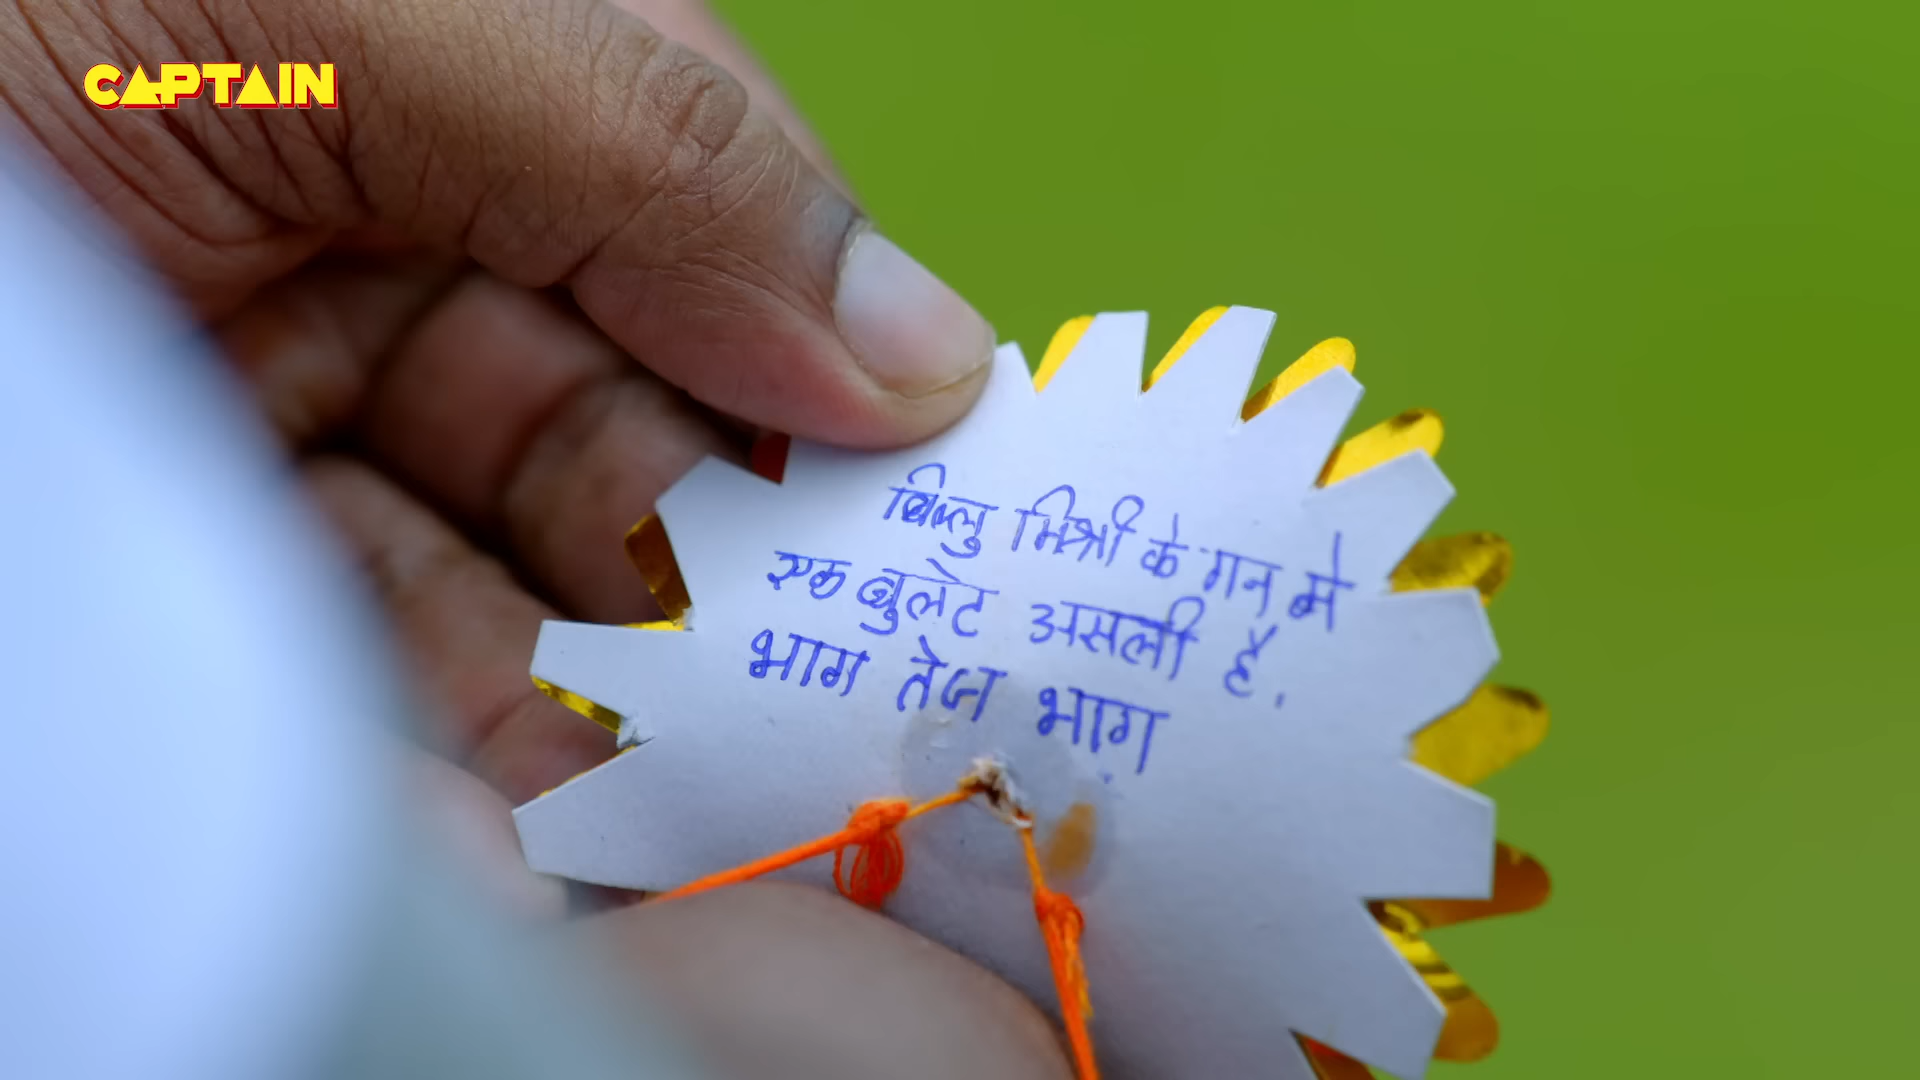 CAPTAIN
मिश्री के गन मे
एक बुलेट असली है.
भाग तेज भाग